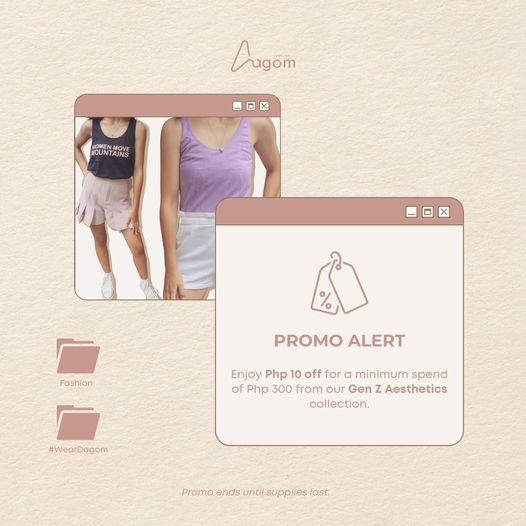 Aagom
WOMEN MOVE
MOUNTAINS
PROMO ALERT
Enjoy Php 10 off for a minimum spend
of Php 300 from our Gen Z Aesthetics
collection.
Fashion
#WearDagom
Promo ends until supplies last.